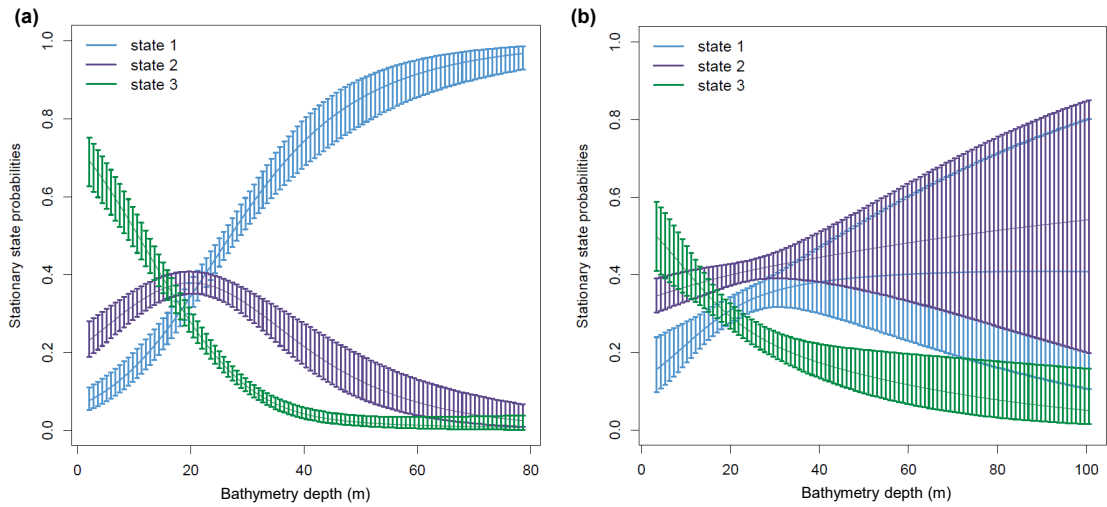 (a)
state 1
state 2
state 3
Stationary state probabilities
0.0
0.2
0.4
0.6
0.8
1.0
0
20
40
60
80
Bathymetry depth (m)
(b)
state 1
state 2
state 3
Stationary state probabilities
0.0
0.2
0.4
0.6
0.8
1.0
0
20
40
60
80
100
Bathymetry depth (m)